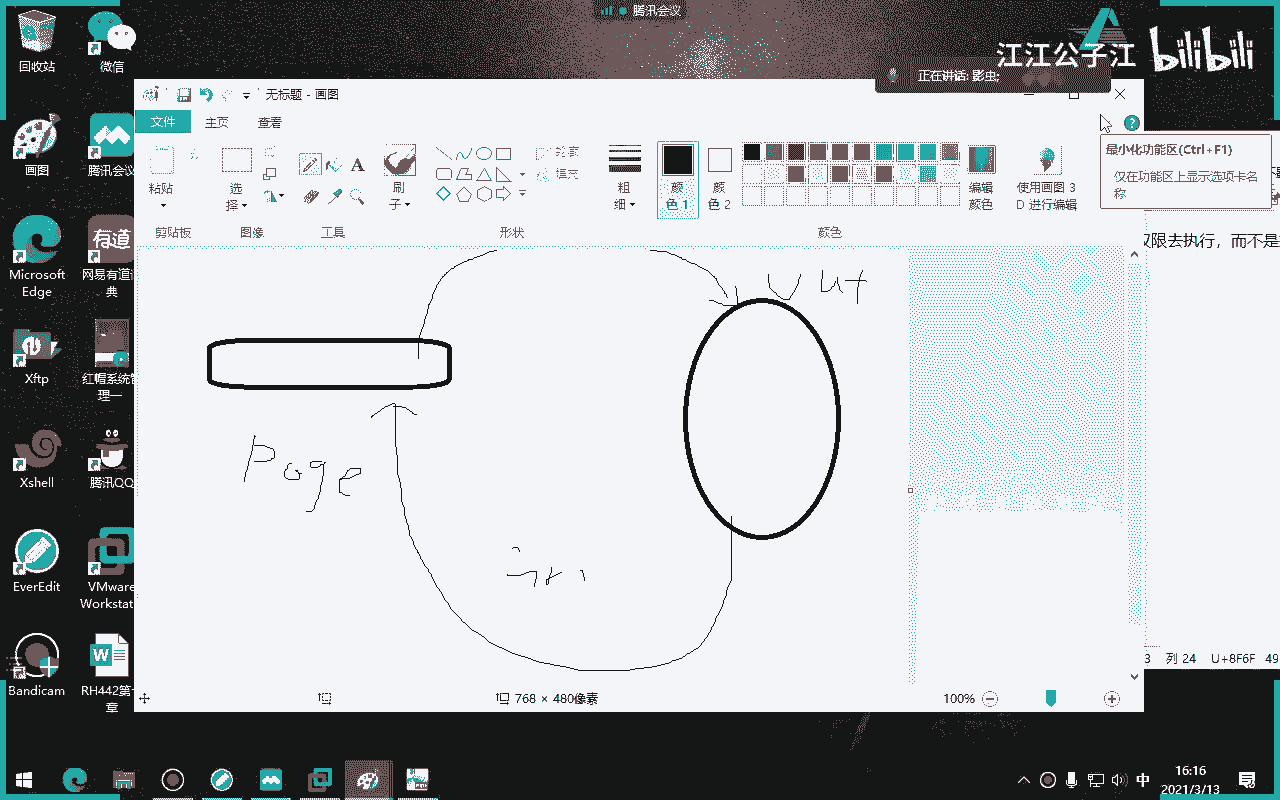 腾讯会议
江江公子江 bilibili
正在讲话: 影虫;
回收站
微信
画图
腾讯会议
Microsoft Edge
网易有道
典
Xftp
红帽系统管
理一
Xshell
腾讯QQ
EverEdit
VMware
Workstat
Bandicam
RH442第
章
无标题 - 画图
文件 主页 查看
最小化功能区(Ctrl+F1)
仅在功能区上显示选项卡名
称
粘贴
选
择
A
刷
子
轮廓
填充
粗
细
颜
色 1
颜
色 2
编辑
颜色
使用画图 3
D 进行编辑
剪贴板 图像 工具 形状 颜色
权限去执行，而不是
out
Page
768 × 480像素 100%
3 列 24 U+8F6F 49
中
16:16
2021/3/13